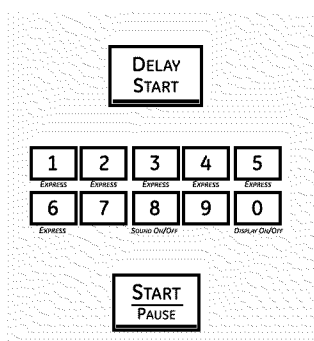 DELAY
START
1 2 3 4 5
EXPRESS EXPRESS EXPRESS EXPRESS EXPRESS
6 7 8 9 0
EXPRESS SOUND ON/OFF DISPLAY ON/OFF
START
PAUSE